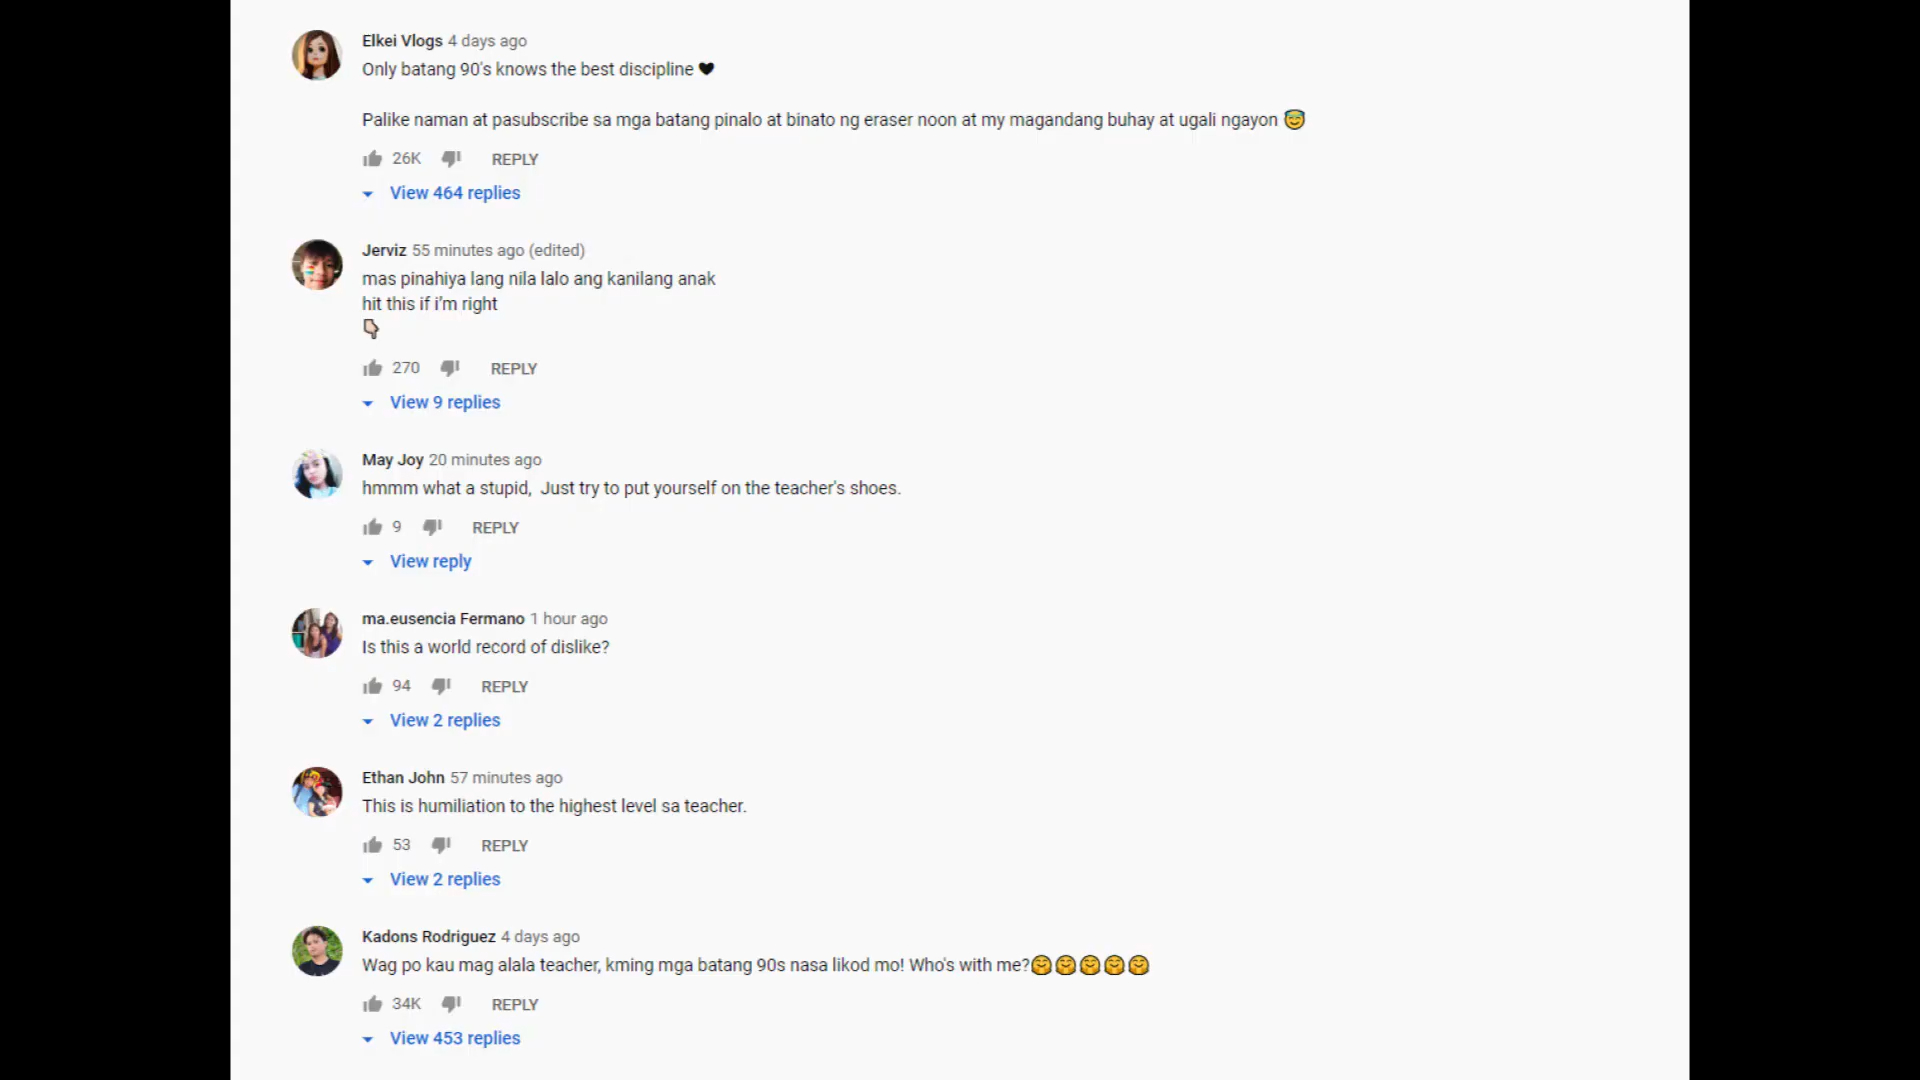 Elkei Vlogs 4 days ago
Only batang 90's knows the best discipline 🖤
Palike naman at pasubscribe sa mga batang pinalo at binato ng eraser noon at my magandang buhay at ugali ngayon 😇
26K REPLY
View 464 replies
Jerviz 55 minutes ago (edited)
mas pinahiya lang nila lalo ang kanilang anak
hit this if i'm right
👇🏻
270 REPLY
View 9 replies
May Joy 20 minutes ago
hmmm what a stupid, Just try to put yourself on the teacher's shoes.
9 REPLY
View reply
ma.eusencia Fermano 1 hour ago
Is this a world record of dislike?
94 REPLY
View 2 replies
Ethan John 57 minutes ago
This is humiliation to the highest level sa teacher.
53 REPLY
View 2 replies
Kadons Rodriguez 4 days ago
Wag po kau mag alala teacher, kming mga batang 90s nasa likod mo! Who's with me?🤗🤗🤗🤗🤗
34K REPLY
View 453 replies